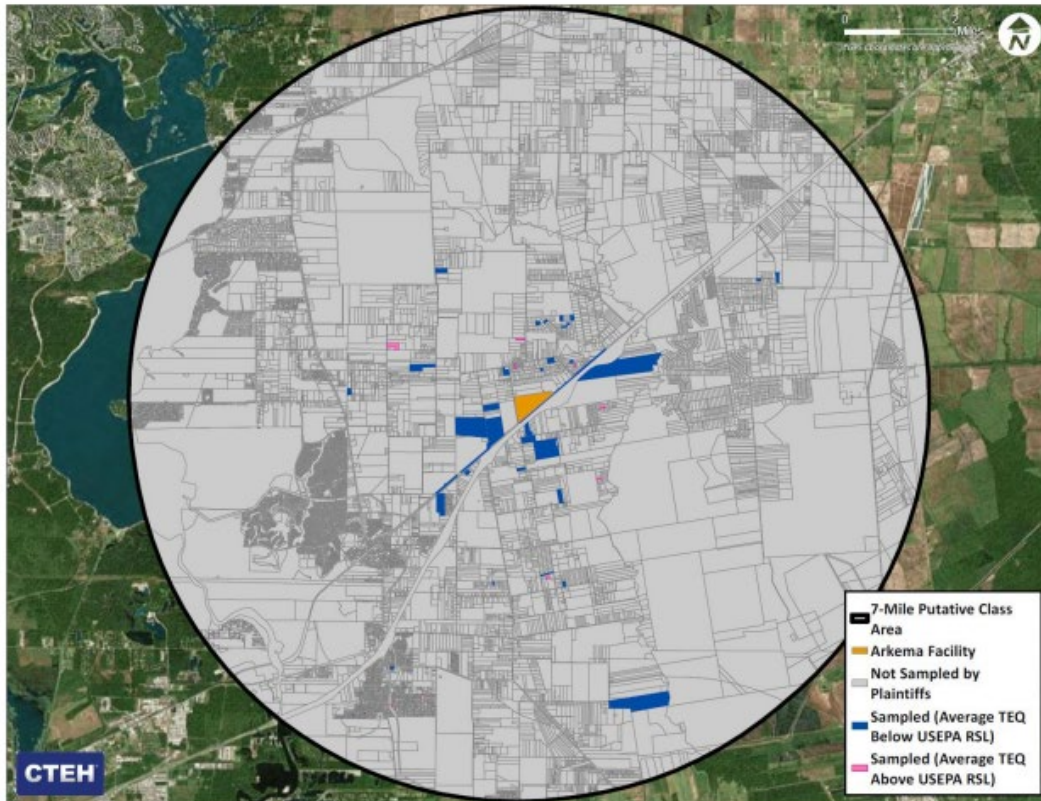 0 2
Miles
N
7-Mile Putative Class
Area
Arkema Facility
Not Sampled by
Plaintiffs
Sampled (Average TEQ
Below USEPA RSL)
Sampled (Average TEQ
Above USEPA RSL)
CTEH